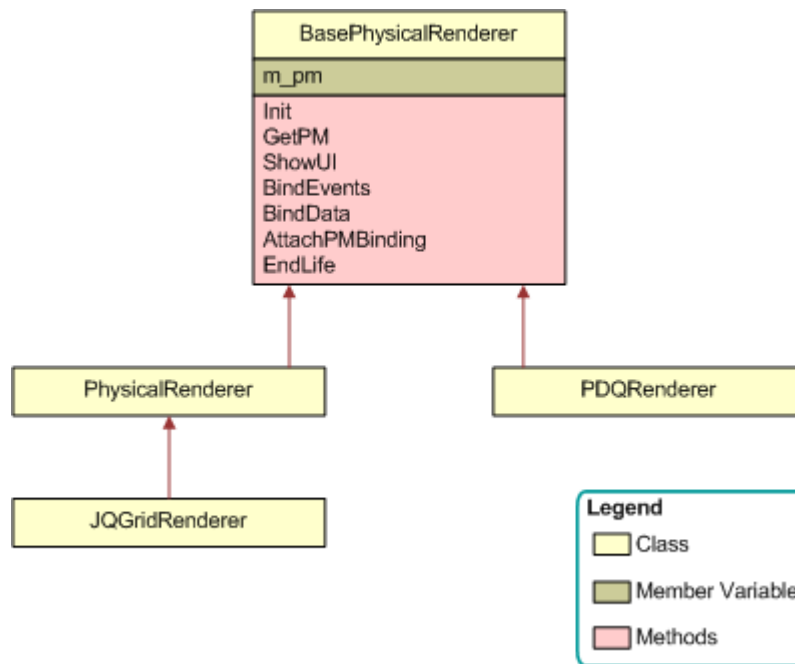 BasePhysicalRenderer
m_pm
Init
GetPM
ShowUI
BindEvents
BindData
AttachPMBinding
EndLife
PhysicalRenderer
PDQRenderer
JQGridRenderer
Legend
Class
Member Variable
Methods